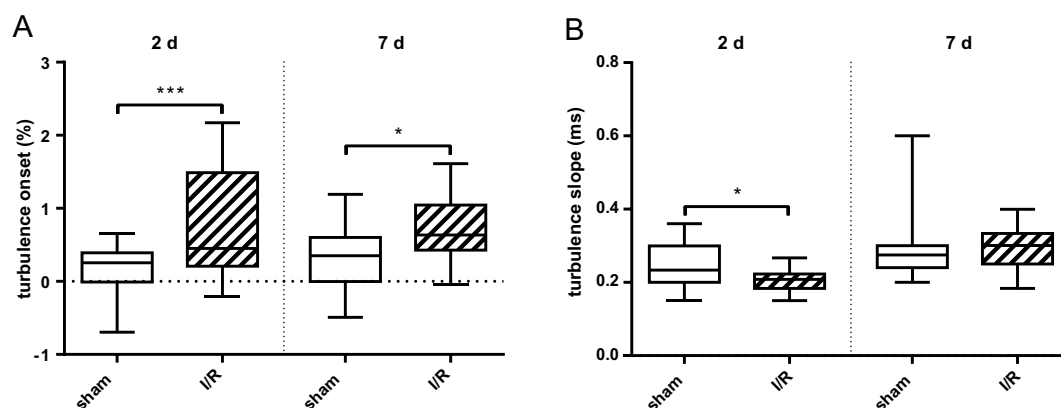 A
2 d
7 d
turbulence onset (%)
3
2
1
0
-1
***
*
sham
I/R
sham
I/R
B
2 d
7 d
turbulence slope (ms)
0.8
0.6
0.4
0.2
0.0
*
sham
I/R
sham
I/R